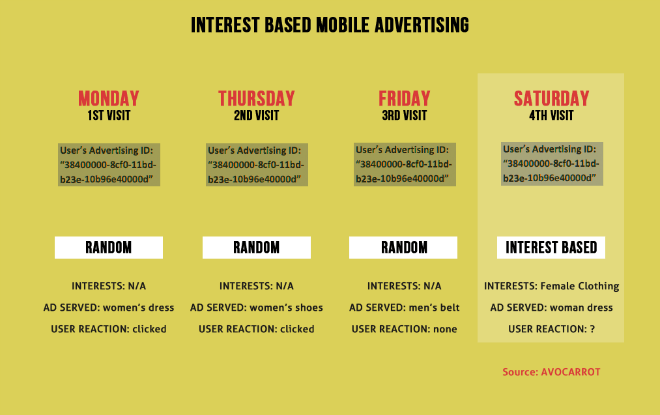 INTEREST BASED MOBILE ADVERTISING
MONDAY
1ST VISIT
User's Advertising ID:
"38400000-8cf0-11bd-
b23e-10b96e40000d"
RANDOM
INTERESTS: N/A
AD SERVED: women's dress
USER REACTION: clicked
THURSDAY
2ND VISIT
User's Advertising ID:
"38400000-8cf0-11bd-
b23e-10b96e40000d"
RANDOM
INTERESTS: N/A
AD SERVED: women's shoes
USER REACTION: clicked
FRIDAY
3RD VISIT
User's Advertising ID:
"38400000-8cf0-11bd-
b23e-10b96e40000d"
RANDOM
INTERESTS: N/A
AD SERVED: men's belt
USER REACTION: none
SATURDAY
4TH VISIT
User's Advertising ID:
"38400000-8cf0-11bd-
b23e-10b96e40000d"
INTEREST BASED
INTERESTS: Female Clothing
AD SERVED: woman dress
USER REACTION: ?
Source: AVOCARROT